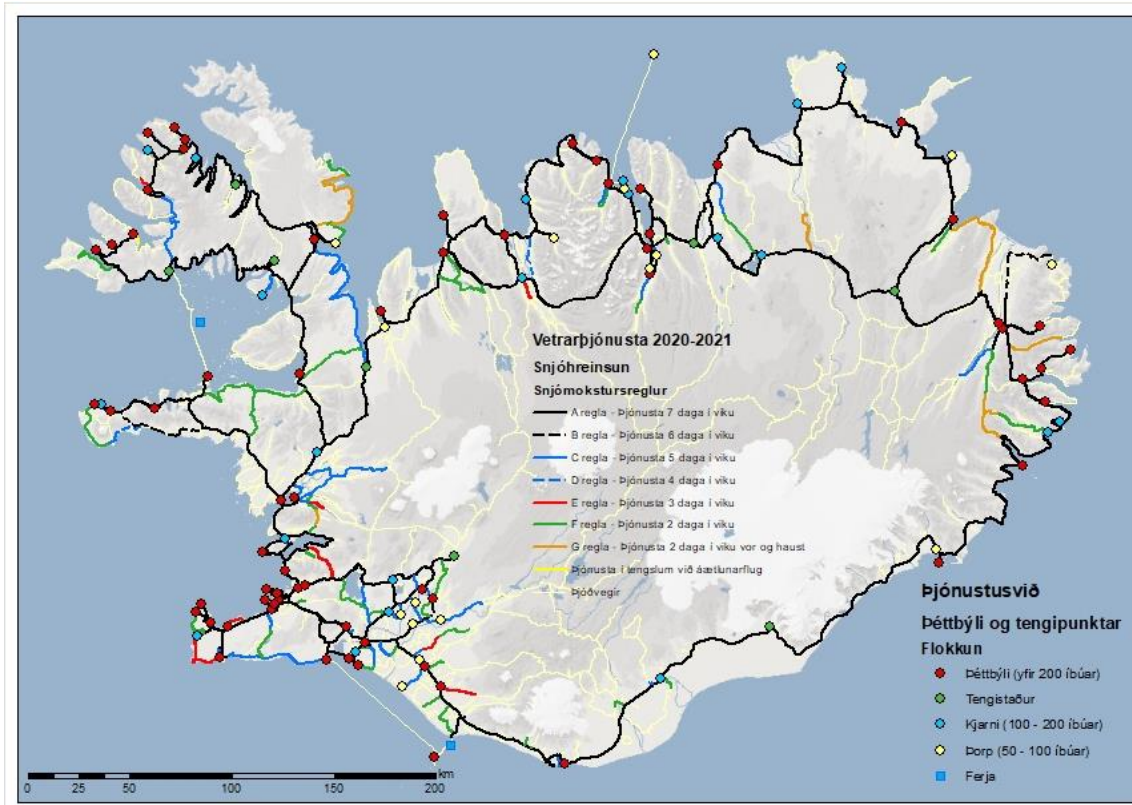 Vetrarþjónusta 2020-2021
Snjóhreinsun
Snjómokstursreglur
A regla - Þjónusta 7 daga í viku
B regla - Þjónusta 6 daga í viku
C regla - Þjónusta 5 daga í viku
D regla - Þjónusta 4 daga í viku
E regla - Þjónusta 3 daga í viku
F regla - Þjónusta 2 daga í viku
G regla - Þjónusta 2 daga í viku vor og haust
Þjónusta í tengslum við áætlunarflug
Þjóðvegir
Þjónustusvið
Þéttbýli og tengipunktar
Flokkun
Þéttbýli (yfir 200 íbúar)
Tengistaður
Kjarni (100 - 200 íbúar)
Þorp (50 - 100 íbúar)
Ferja
km
0 25 50 100 150 200